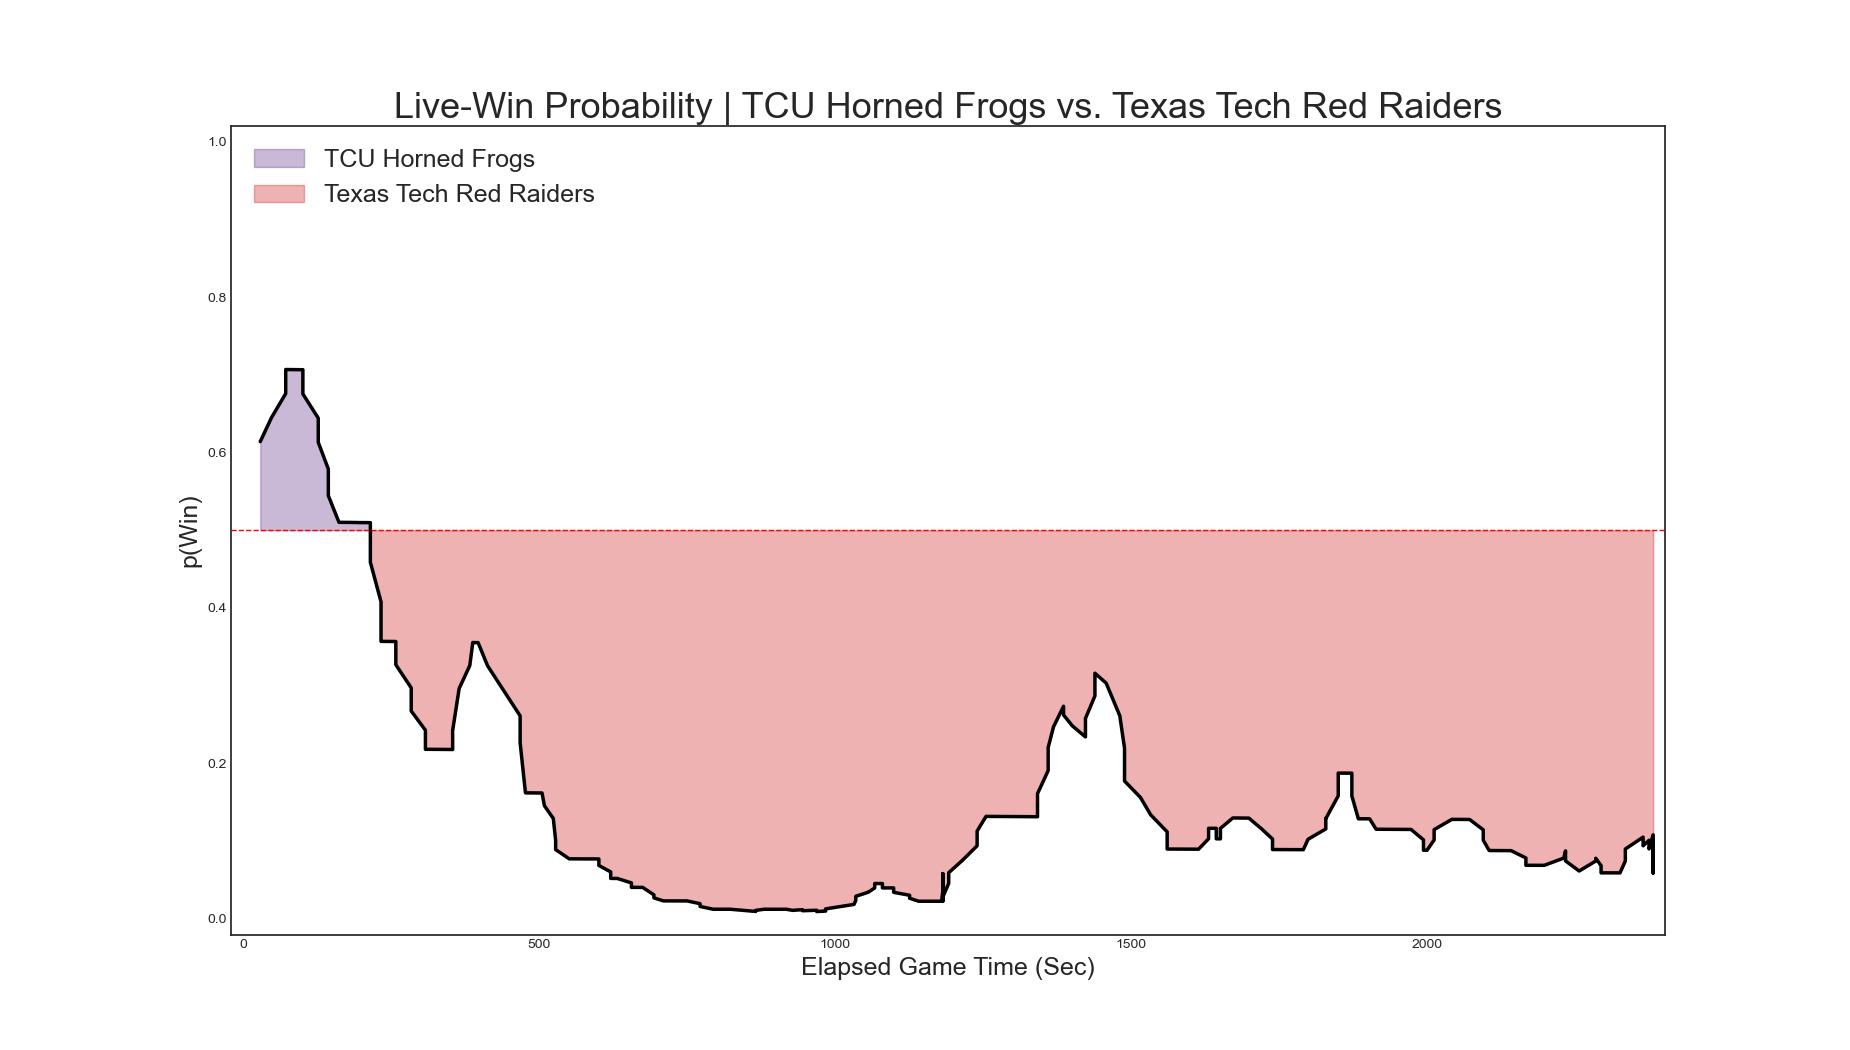 Live-Win Probability | TCU Horned Frogs vs. Texas Tech Red Raiders
1.0
TCU Horned Frogs
Texas Tech Red Raiders
0.8
0.6
p(Win)
0.4
0.2
0.0
0 500 1000 1500 2000
Elapsed Game Time (Sec)